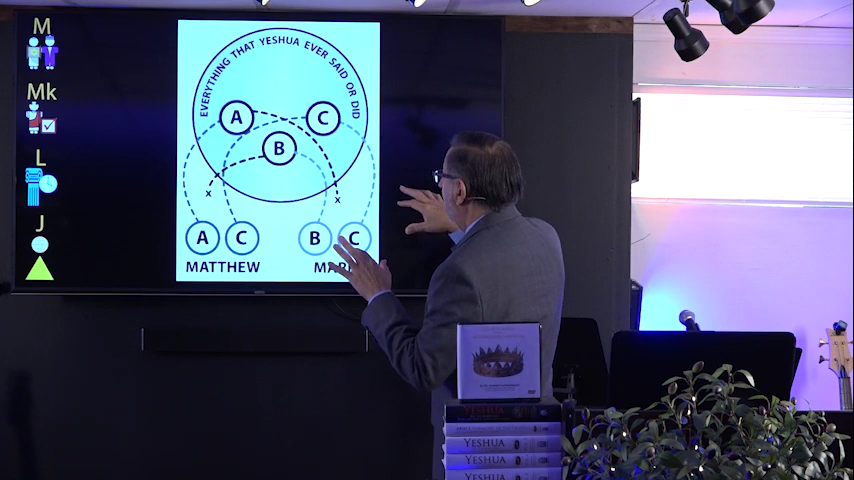 M
Mk
L
J
EVERYTHING THAT YESHUA EVER SAID OR DID
A
C
B
x
x
A
C
B
C
MATTHEW
YESHUA
YESHUA
YESHUA
YESHUA